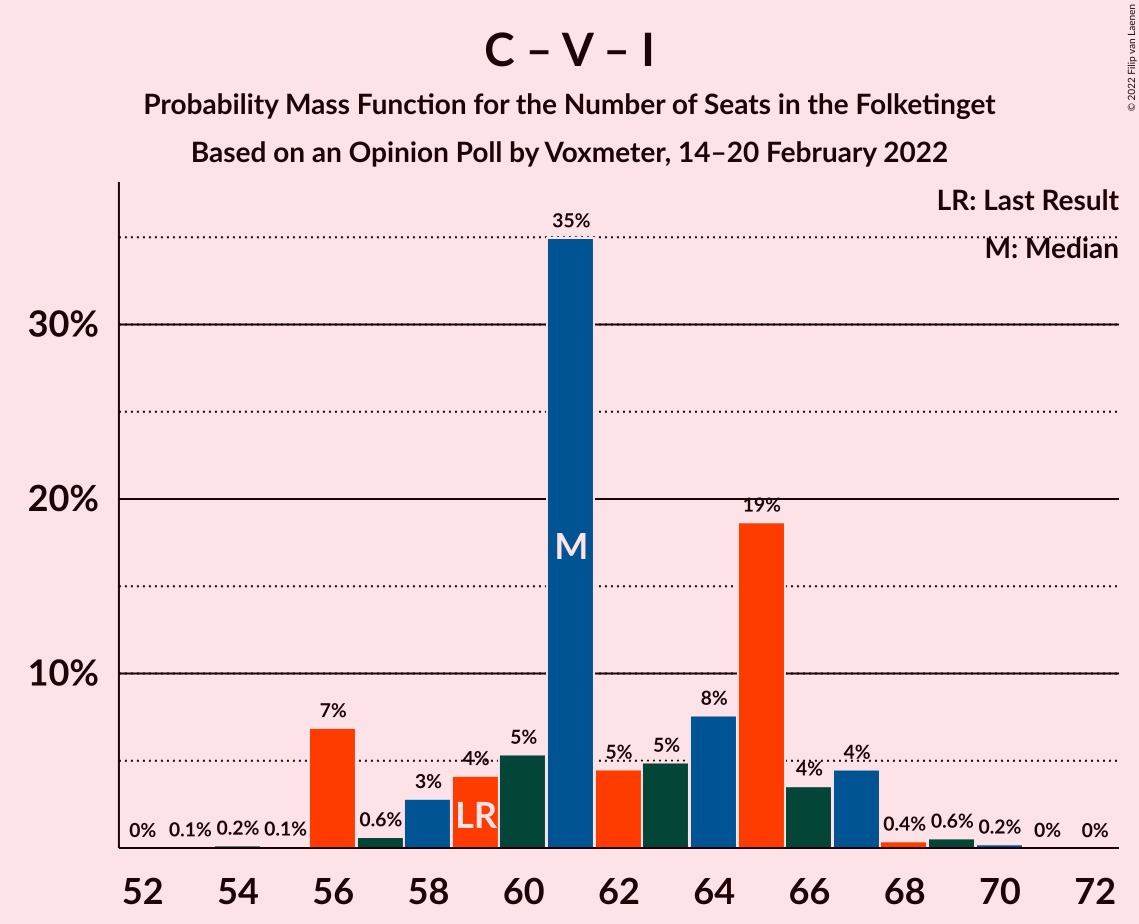 C – V – I
Probability Mass Function for the Number of Seats in the Folketinget
Based on an Opinion Poll by Voxmeter, 14–20 February 2022
© 2022 Filip van Laenen
LR: Last Result
M: Median
30%
20%
10%
0%
0.1%
0.2%
0.1%
7%
0.6%
3%
4%
5%
35%
5%
5%
8%
19%
4%
4%
0.4%
0.6%
0.2%
0%
0%
LR
M
52 54 56 58 60 62 64 66 68 70 72